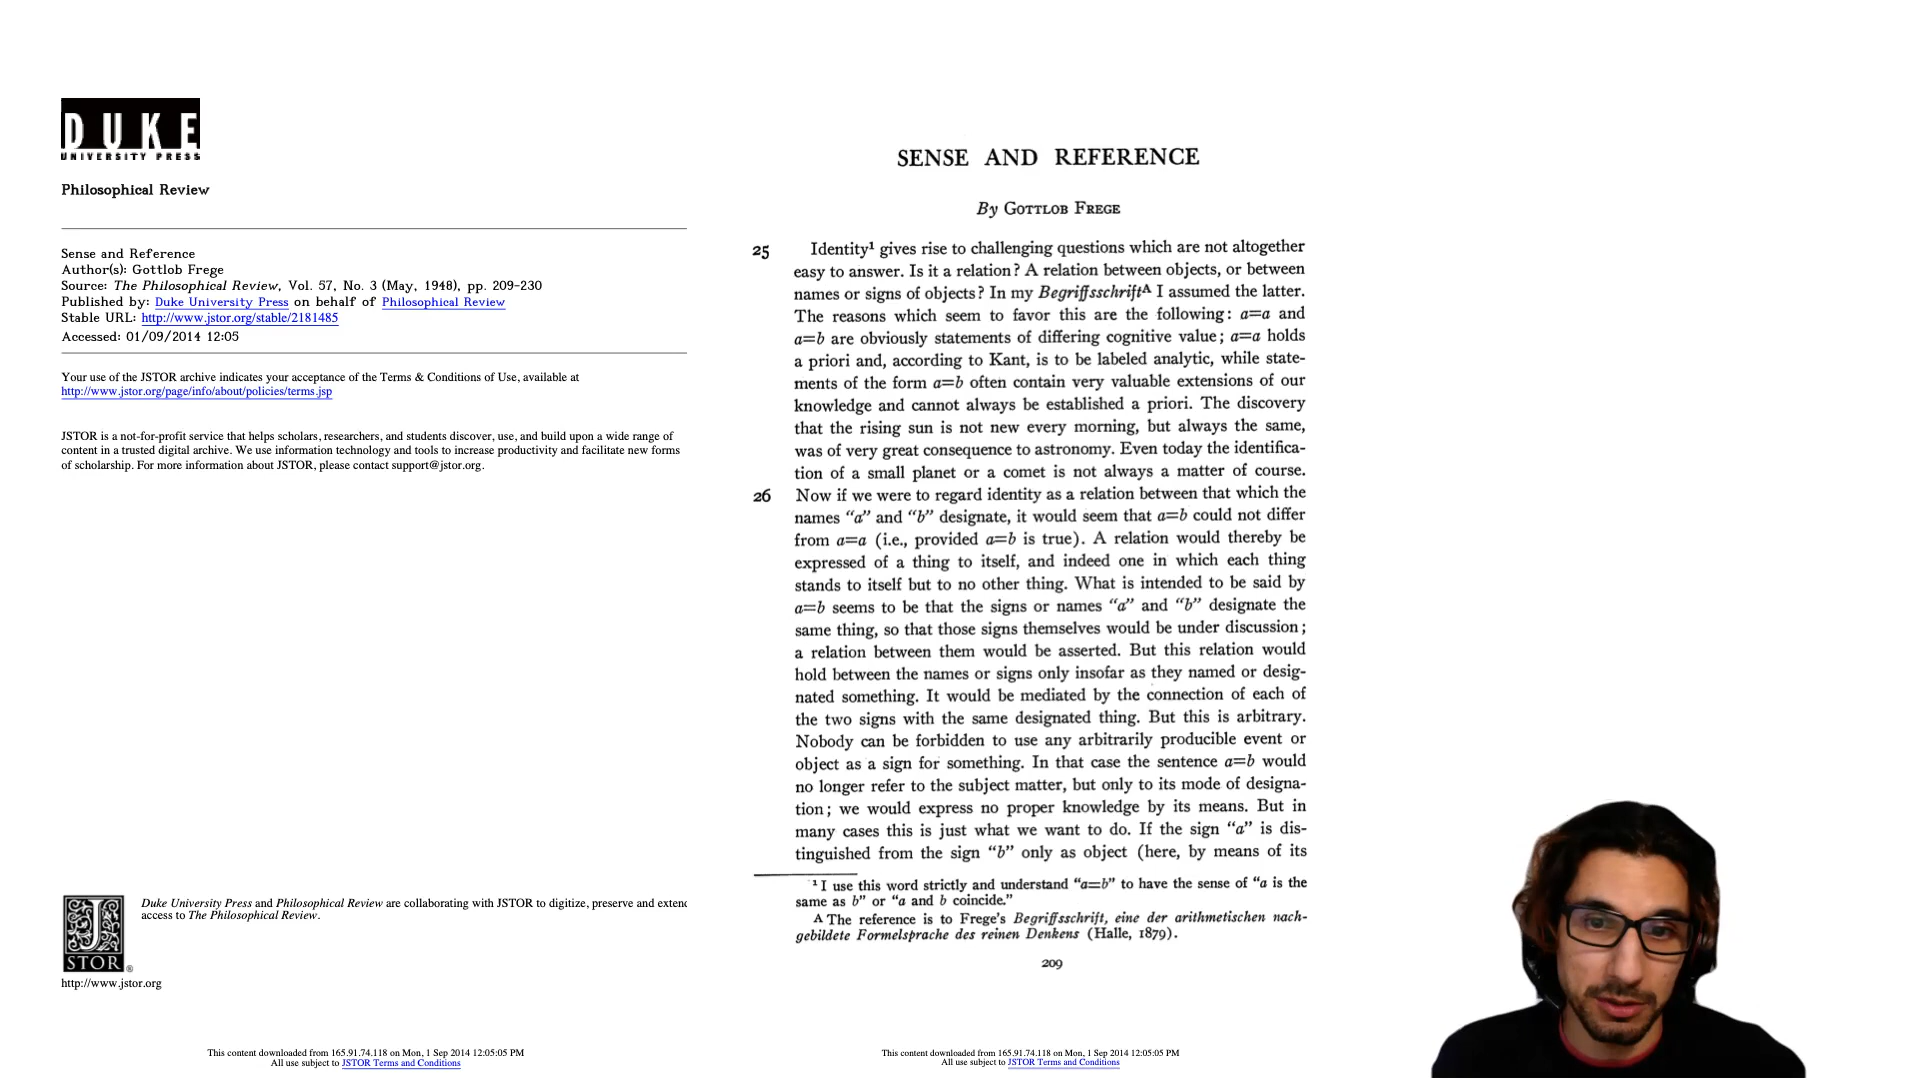 DUKE
UNIVERSITY PRESS
Philosophical Review
Sense and Reference
Author(s): Gottlob Frege
Source: The Philosophical Review, Vol. 57, No. 3 (May, 1948), pp. 209-230
Published by: Duke University Press on behalf of Philosophical Review
Stable URL: http://www.jstor.org/stable/2181485
Accessed: 01/09/2014 12:05
Your use of the JSTOR archive indicates your acceptance of the Terms & Conditions of Use, available at
http://www.jstor.org/page/info/about/policies/terms.jsp
JSTOR is a not-for-profit service that helps scholars, researchers, and students discover, use, and build upon a wide range of
content in a trusted digital archive. We use information technology and tools to increase productivity and facilitate new forms
of scholarship. For more information about JSTOR, please contact support@jstor.org.
JSTOR®
Duke University Press and Philosophical Review are collaborating with JSTOR to digitize, preserve and extenc
access to The Philosophical Review.
http://www.jstor.org
This content downloaded from 165.91.74.118 on Mon, 1 Sep 2014 12:05:05 PM
All use subject to JSTOR Terms and Conditions
SENSE AND REFERENCE
By GOTTLOB FREGE
25 Identity¹ gives rise to challenging questions which are not altogether
easy to answer. Is it a relation? A relation between objects, or between
names or signs of objects? In my Begriffsschriftᴬ I assumed the latter.
The reasons which seem to favor this are the following: a=a and
a=b are obviously statements of differing cognitive value; a=a holds
a priori and, according to Kant, is to be labeled analytic, while state-
ments of the form a=b often contain very valuable extensions of our
knowledge and cannot always be established a priori. The discovery
that the rising sun is not new every morning, but always the same,
was of very great consequence to astronomy. Even today the identifica-
tion of a small planet or a comet is not always a matter of course.
26 Now if we were to regard identity as a relation between that which the
names “a” and “b” designate, it would seem that a=b could not differ
from a=a (i.e., provided a=b is true). A relation would thereby be
expressed of a thing to itself, and indeed one in which each thing
stands to itself but to no other thing. What is intended to be said by
a=b seems to be that the signs or names “a” and “b” designate the
same thing, so that those signs themselves would be under discussion;
a relation between them would be asserted. But this relation would
hold between the names or signs only insofar as they named or desig-
nated something. It would be mediated by the connection of each of
the two signs with the same designated thing. But this is arbitrary.
Nobody can be forbidden to use any arbitrarily producible event or
object as a sign for something. In that case the sentence a=b would
no longer refer to the subject matter, but only to its mode of designa-
tion; we would express no proper knowledge by its means. But in
many cases this is just what we want to do. If the sign “a” is dis-
tinguished from the sign “b” only as object (here, by means of its
¹ I use this word strictly and understand “a=b” to have the sense of “a is the
same as b” or “a and b coincide.”
A The reference is to Frege's Begriffsschrift, eine der arithmetischen nach-
gebildete Formelsprache des reinen Denkens (Halle, 1879).
209
This content downloaded from 165.91.74.118 on Mon, 1 Sep 2014 12:05:05 PM
All use subject to JSTOR Terms and Conditions